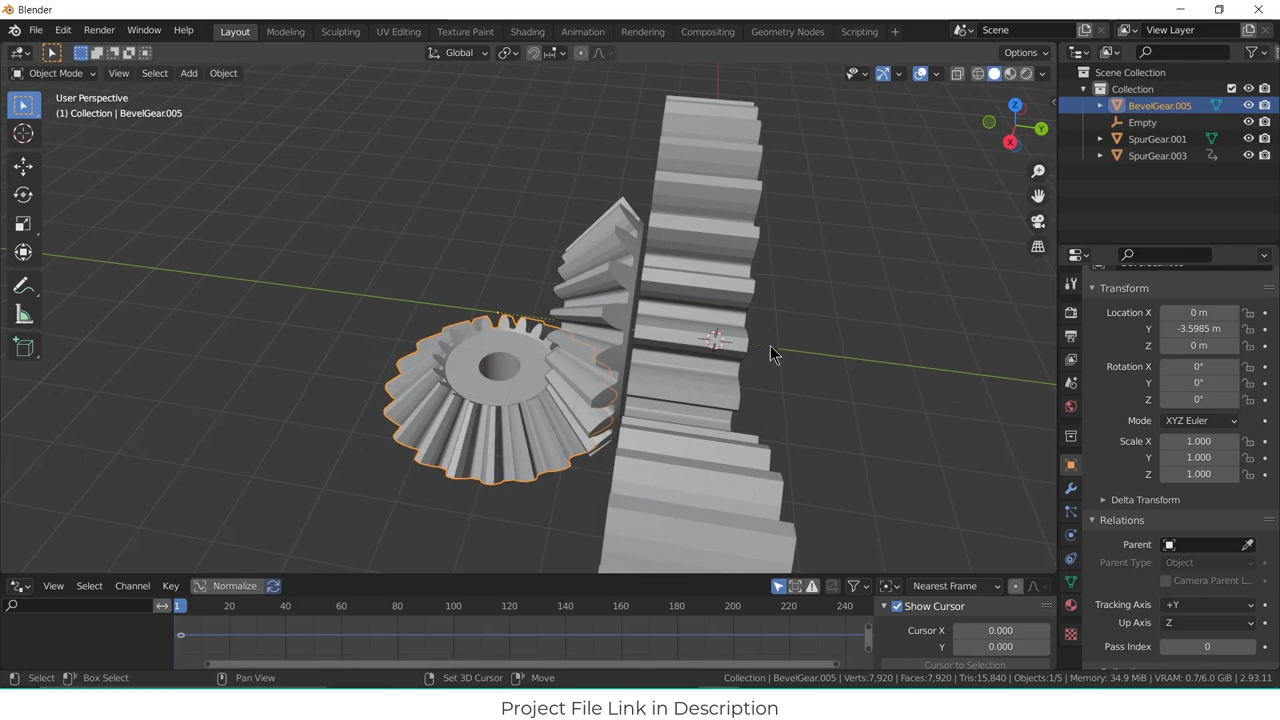 Blender
File Edit Render Window Help Layout Modeling Sculpting UV Editing Texture Paint Shading Animation Rendering Compositing Geometry Nodes Scripting + Scene View Layer
Global Options
Object Mode View Select Add Object
User Perspective
(1) Collection | BevelGear.005
Z
Y
X
Scene Collection
Collection
BevelGear.005
Empty
SpurGear.001
SpurGear.003
Transform
Location X 0 m
Y -3.5985 m
Z 0 m
Rotation X 0°
Y 0°
Z 0°
Mode XYZ Euler
Scale X 1.000
Y 1.000
Z 1.000
Delta Transform
Relations
Parent
Parent Type Object
Camera Parent L...
Tracking Axis +Y
Up Axis Z
Pass Index 0
View Select Channel Key Normalize Nearest Frame
1 20 40 60 80 100 120 140 160 180 200 220 240
Show Cursor
Cursor X 0.000
Y 0.000
Cursor to Selection
Select Box Select Pan View Set 3D Cursor Move Collection | BevelGear.005 | Verts:7,920 | Faces:7,920 | Tris:15,840 | Objects:1/5 | Memory: 34.9 MiB | VRAM: 0.7/6.0 GiB | 2.93.11
Project File Link in Description